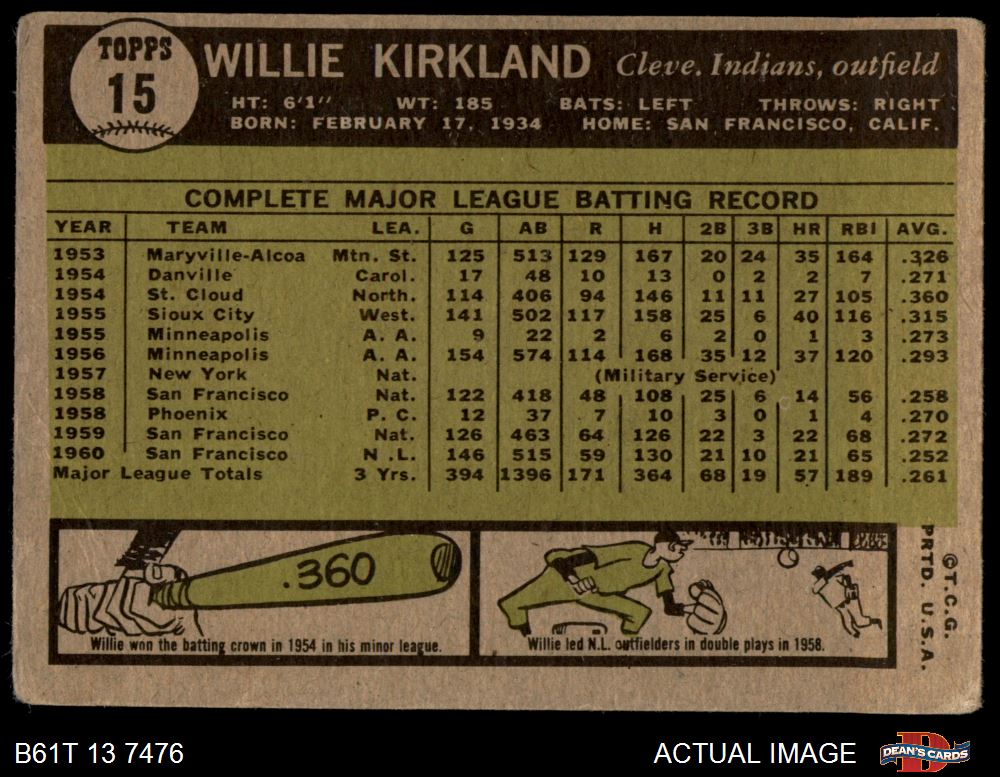 TOPPS
15
WILLIE KIRKLAND Cleve. Indians, outfield
HT: 6'1" WT: 185 BATS: LEFT THROWS: RIGHT
BORN: FEBRUARY 17, 1934 HOME: SAN FRANCISCO, CALIF.
COMPLETE MAJOR LEAGUE BATTING RECORD
YEAR TEAM LEA. G AB R H 2B 3B HR RBI AVG.
1953 Maryville-Alcoa Mtn. St. 125 513 129 167 20 24 35 164 .326
1954 Danville Carol. 17 48 10 13 0 2 2 7 .271
1954 St. Cloud North. 114 406 94 146 11 11 27 105 .360
1955 Sioux City West. 141 502 117 158 25 6 40 116 .315
1955 Minneapolis A. A. 9 22 2 6 2 0 1 3 .273
1956 Minneapolis A. A. 154 574 114 168 35 12 37 120 .293
1957 New York Nat. (Military Service)
1958 San Francisco Nat. 122 418 48 108 25 6 14 56 .258
1958 Phoenix P. C. 12 37 7 10 3 0 1 4 .270
1959 San Francisco Nat. 126 463 64 126 22 3 22 68 .272
1960 San Francisco N .L. 146 515 59 130 21 10 21 65 .252
Major League Totals 3 Yrs. 394 1396 171 364 68 19 57 189 .261
.360
Willie won the batting crown in 1954 in his minor league.
Willie led N.L. outfielders in double plays in 1958.
©T.C.G.
PRTD. U.S.A.
B61T 13 7476
ACTUAL IMAGE
DEAN'S CARDS